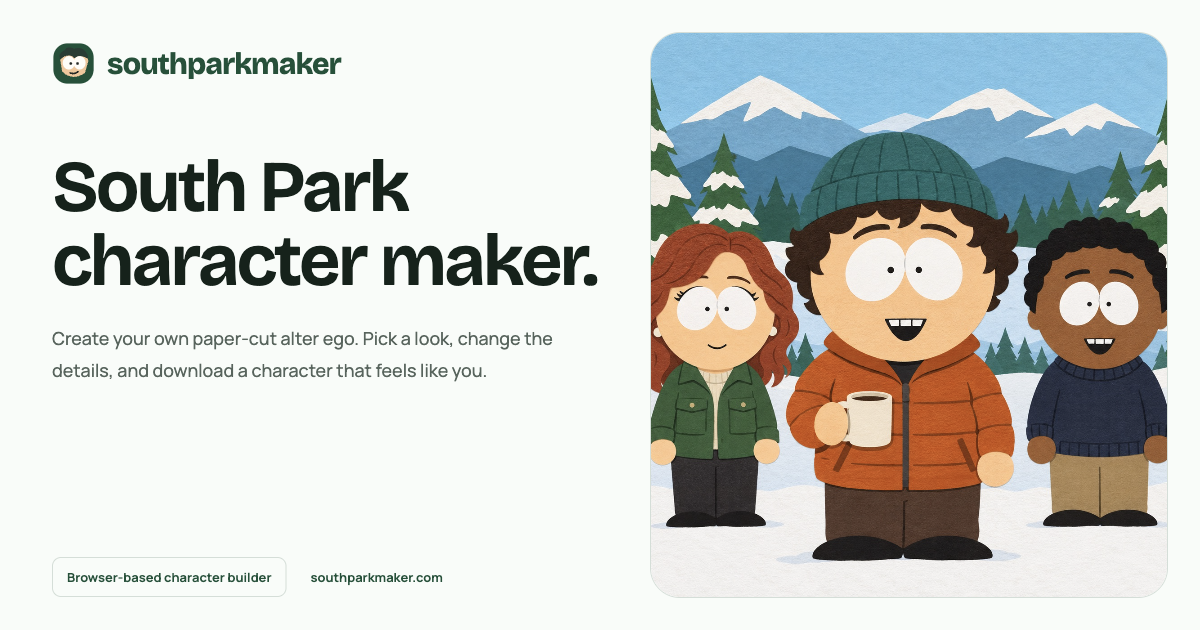 southparkmaker
South Park
character maker.
Create your own paper-cut alter ego. Pick a look, change the
details, and download a character that feels like you.
Browser-based character builder
southparkmaker.com